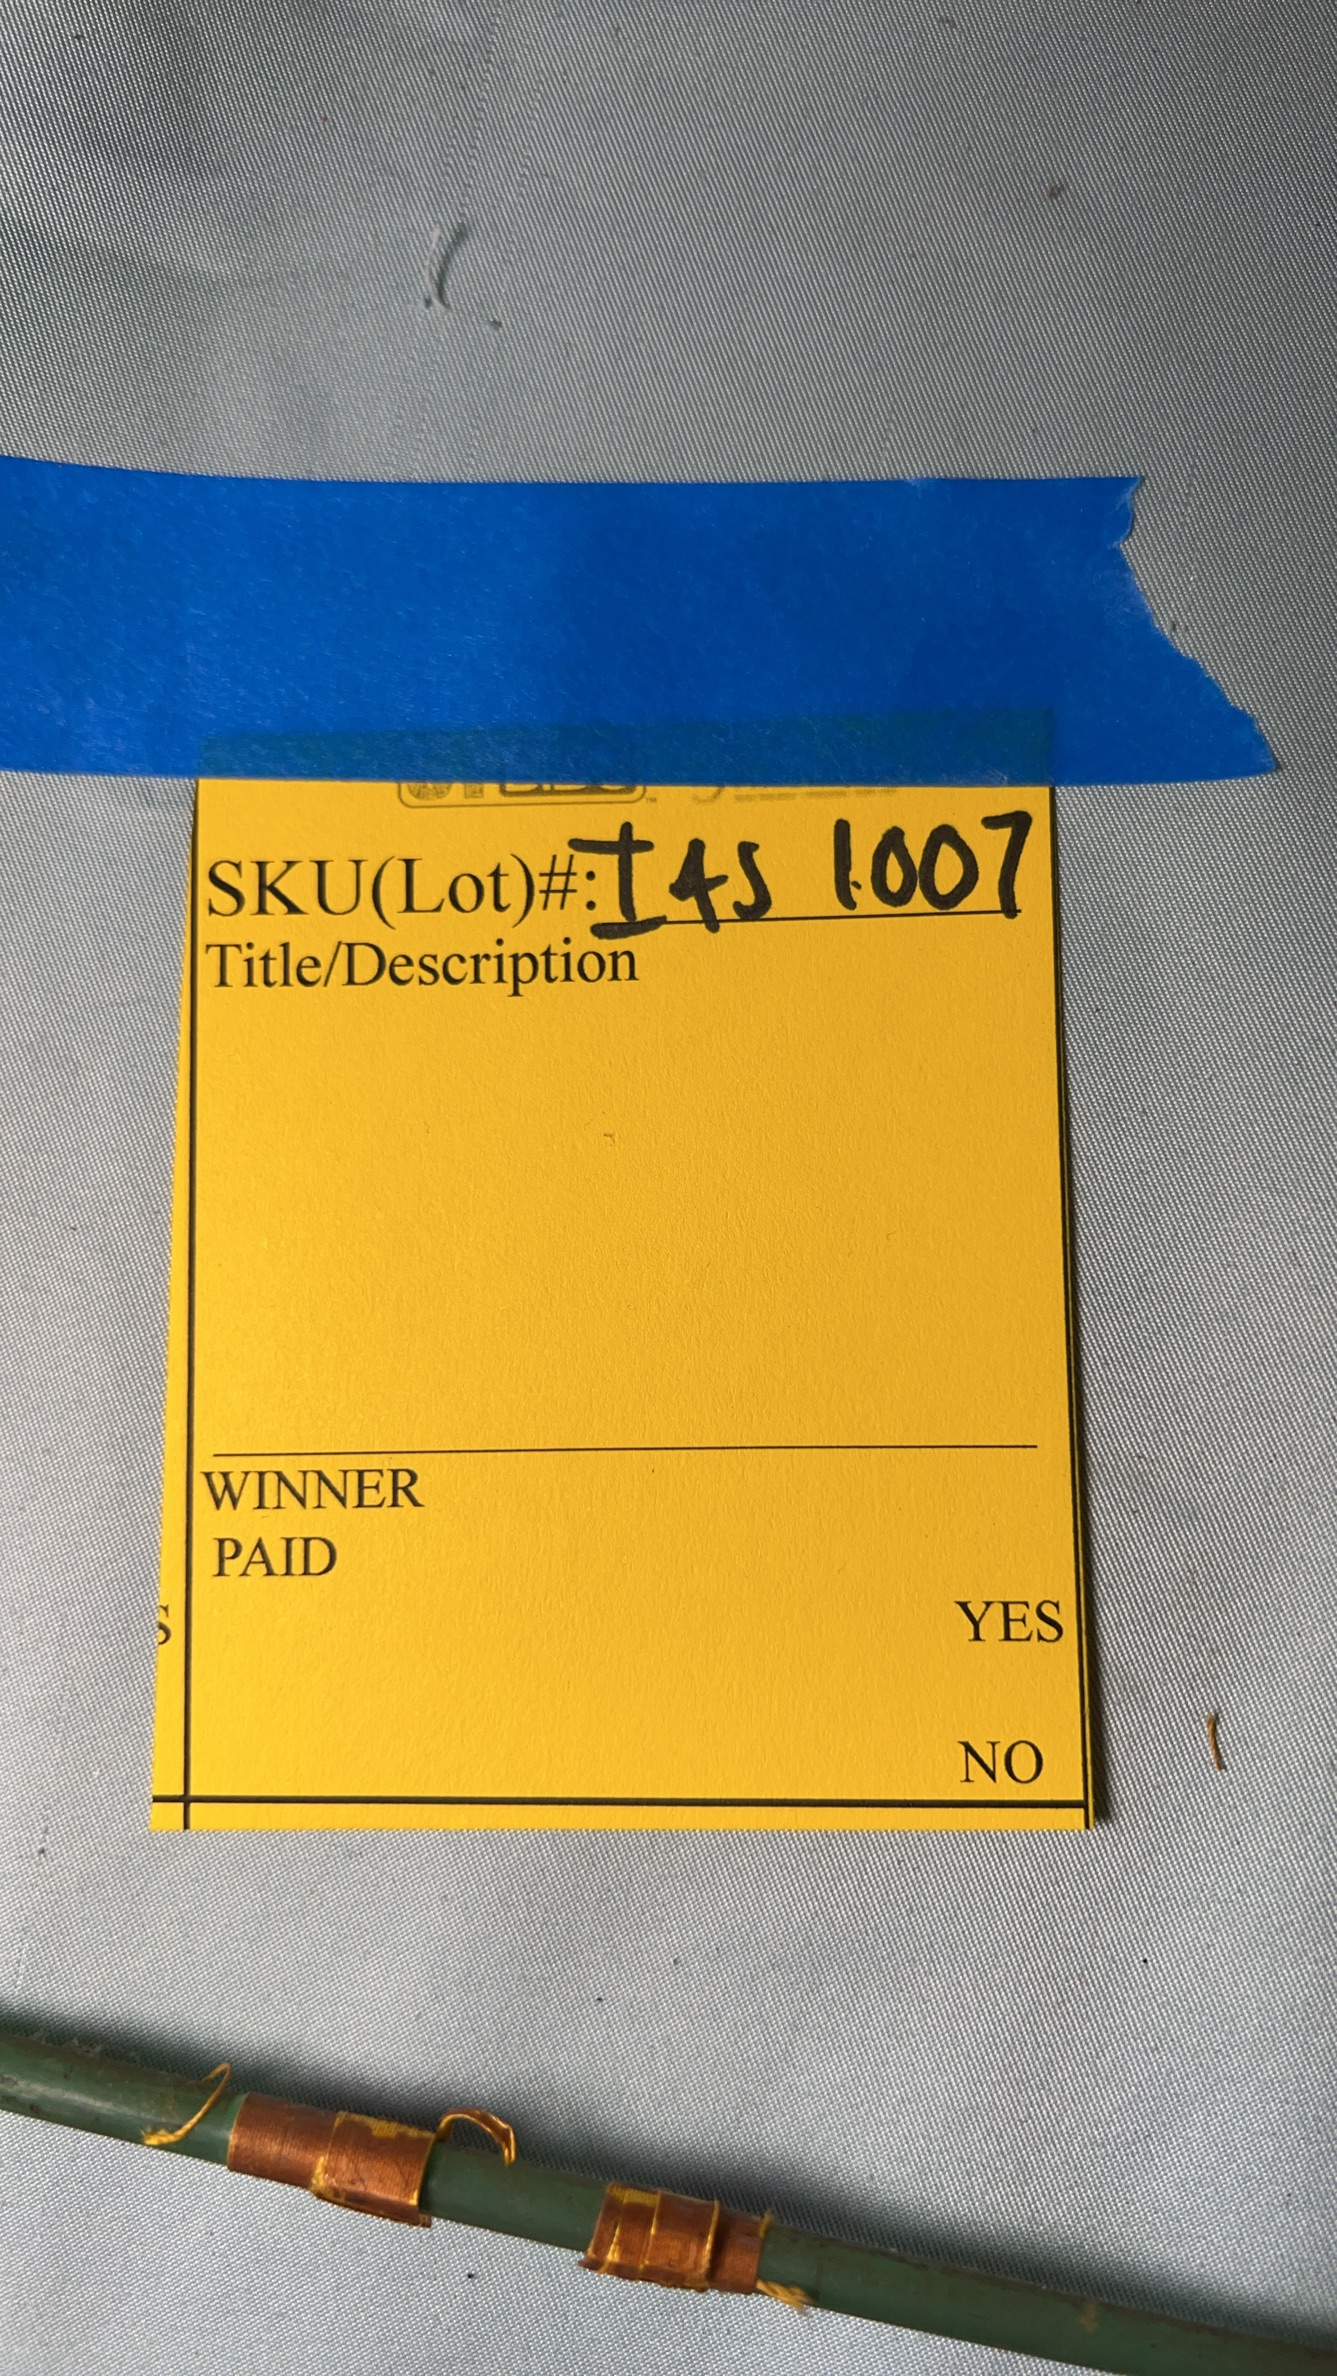 SKU(Lot)#: I4S 1007
Title/Description
WINNER
PAID
YES
NO